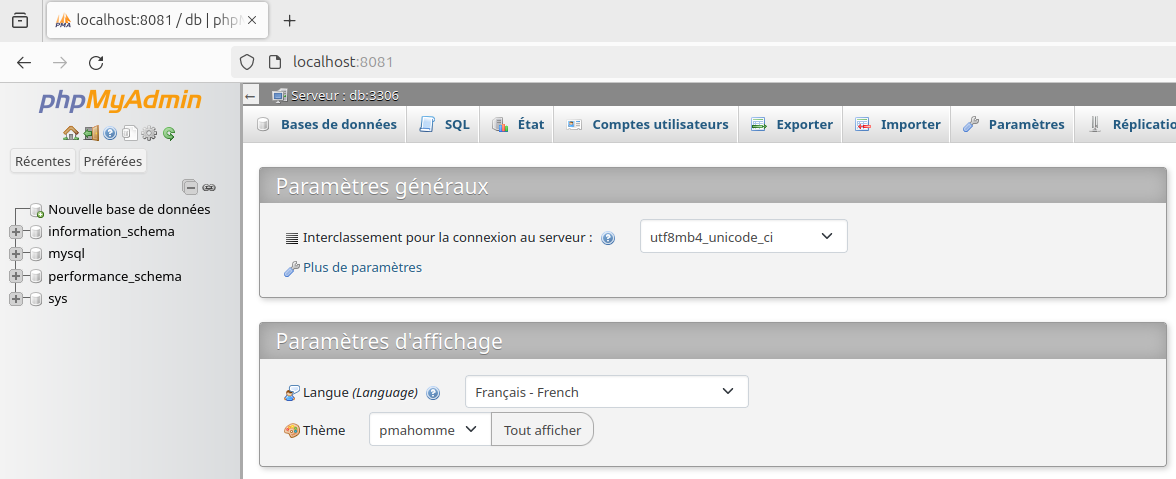 localhost:8081 / db | php
localhost:8081
phpMyAdmin
Récentes Préférées
Nouvelle base de données
information_schema
mysql
performance_schema
sys
Serveur : db:3306
Bases de données SQL État Comptes utilisateurs Exporter Importer Paramètres Réplicatio
Paramètres généraux
Interclassement pour la connexion au serveur : utf8mb4_unicode_ci
Plus de paramètres
Paramètres d'affichage
Langue (Language) Français - French
Thème pmahomme Tout afficher